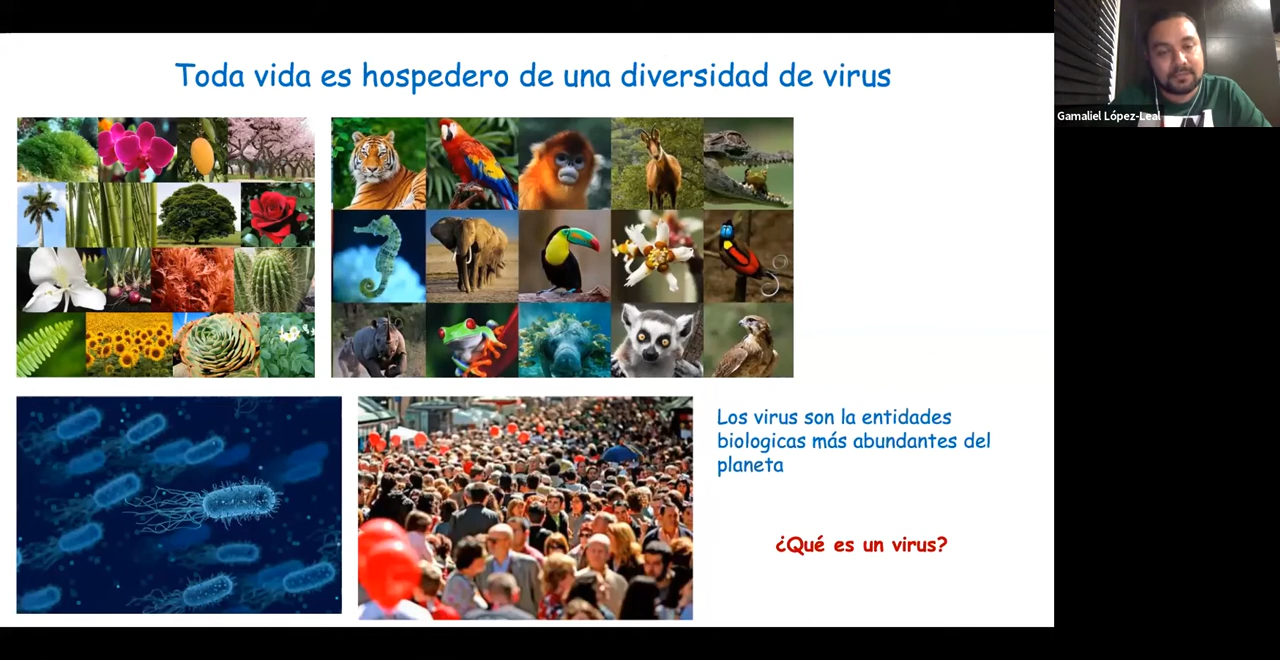 Toda vida es hospedero de una diversidad de virus
Gamaliel López-Leal
Los virus son la entidades
biologicas más abundantes del
planeta
¿Qué es un virus?